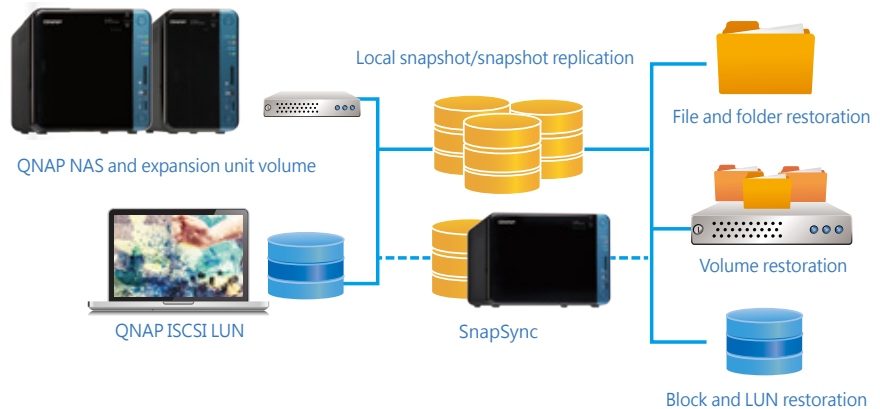 Local snapshot/snapshot replication
File and folder restoration
QNAP NAS and expansion unit volume
Volume restoration
QNAP ISCSI LUN
SnapSync
Block and LUN restoration